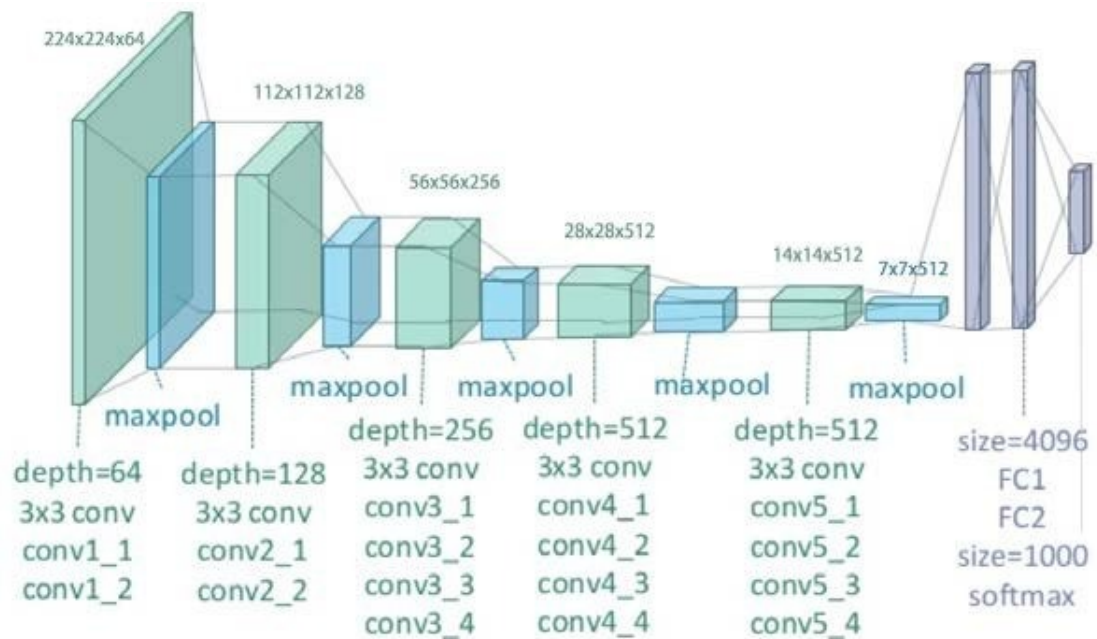 224x224x64
112x112x128
56x56x256
28x28x512
14x14x512
7x7x512
maxpool
maxpool
maxpool
maxpool
maxpool
depth=64
3x3 conv
conv1_1
conv1_2
depth=128
3x3 conv
conv2_1
conv2_2
depth=256
3x3 conv
conv3_1
conv3_2
conv3_3
conv3_4
depth=512
3x3 conv
conv4_1
conv4_2
conv4_3
conv4_4
depth=512
3x3 conv
conv5_1
conv5_2
conv5_3
conv5_4
size=4096
FC1
FC2
size=1000
softmax